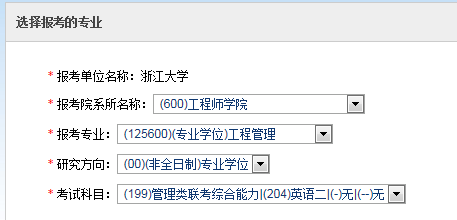 选择报考的专业
* 报考单位名称：浙江大学
* 报考院系所名称：(600)工程师学院
* 报考专业：(125600)(专业学位)工程管理
* 研究方向：(00)(非全日制)专业学位
* 考试科目：(199)管理类联考综合能力|(204)英语二|(-)无|(--)无